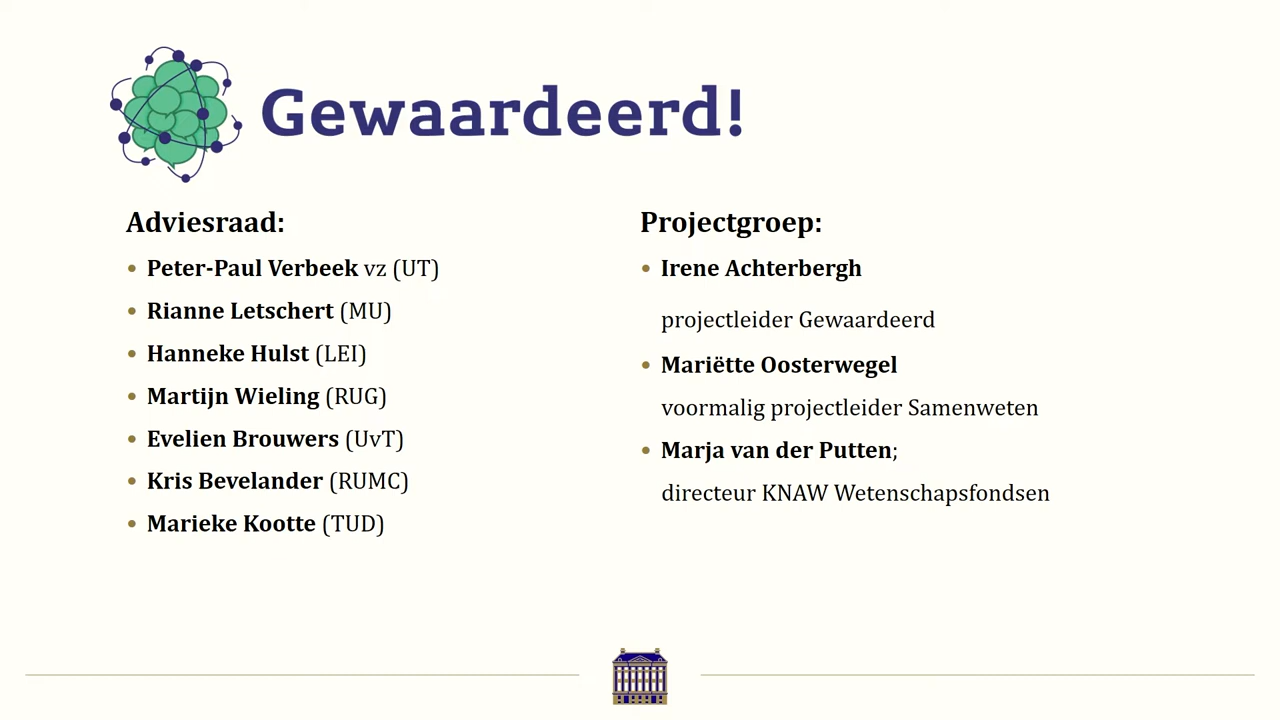 Gewaardeerd!
Adviesraad:
• Peter-Paul Verbeek vz (UT)
• Rianne Letschert (MU)
• Hanneke Hulst (LEI)
• Martijn Wieling (RUG)
• Evelien Brouwers (UvT)
• Kris Bevelander (RUMC)
• Marieke Kootte (TUD)
Projectgroep:
• Irene Achterbergh
projectleider Gewaardeerd
• Mariëtte Oosterwegel
voormalig projectleider Samenweten
• Marja van der Putten;
directeur KNAW Wetenschapsfondsen